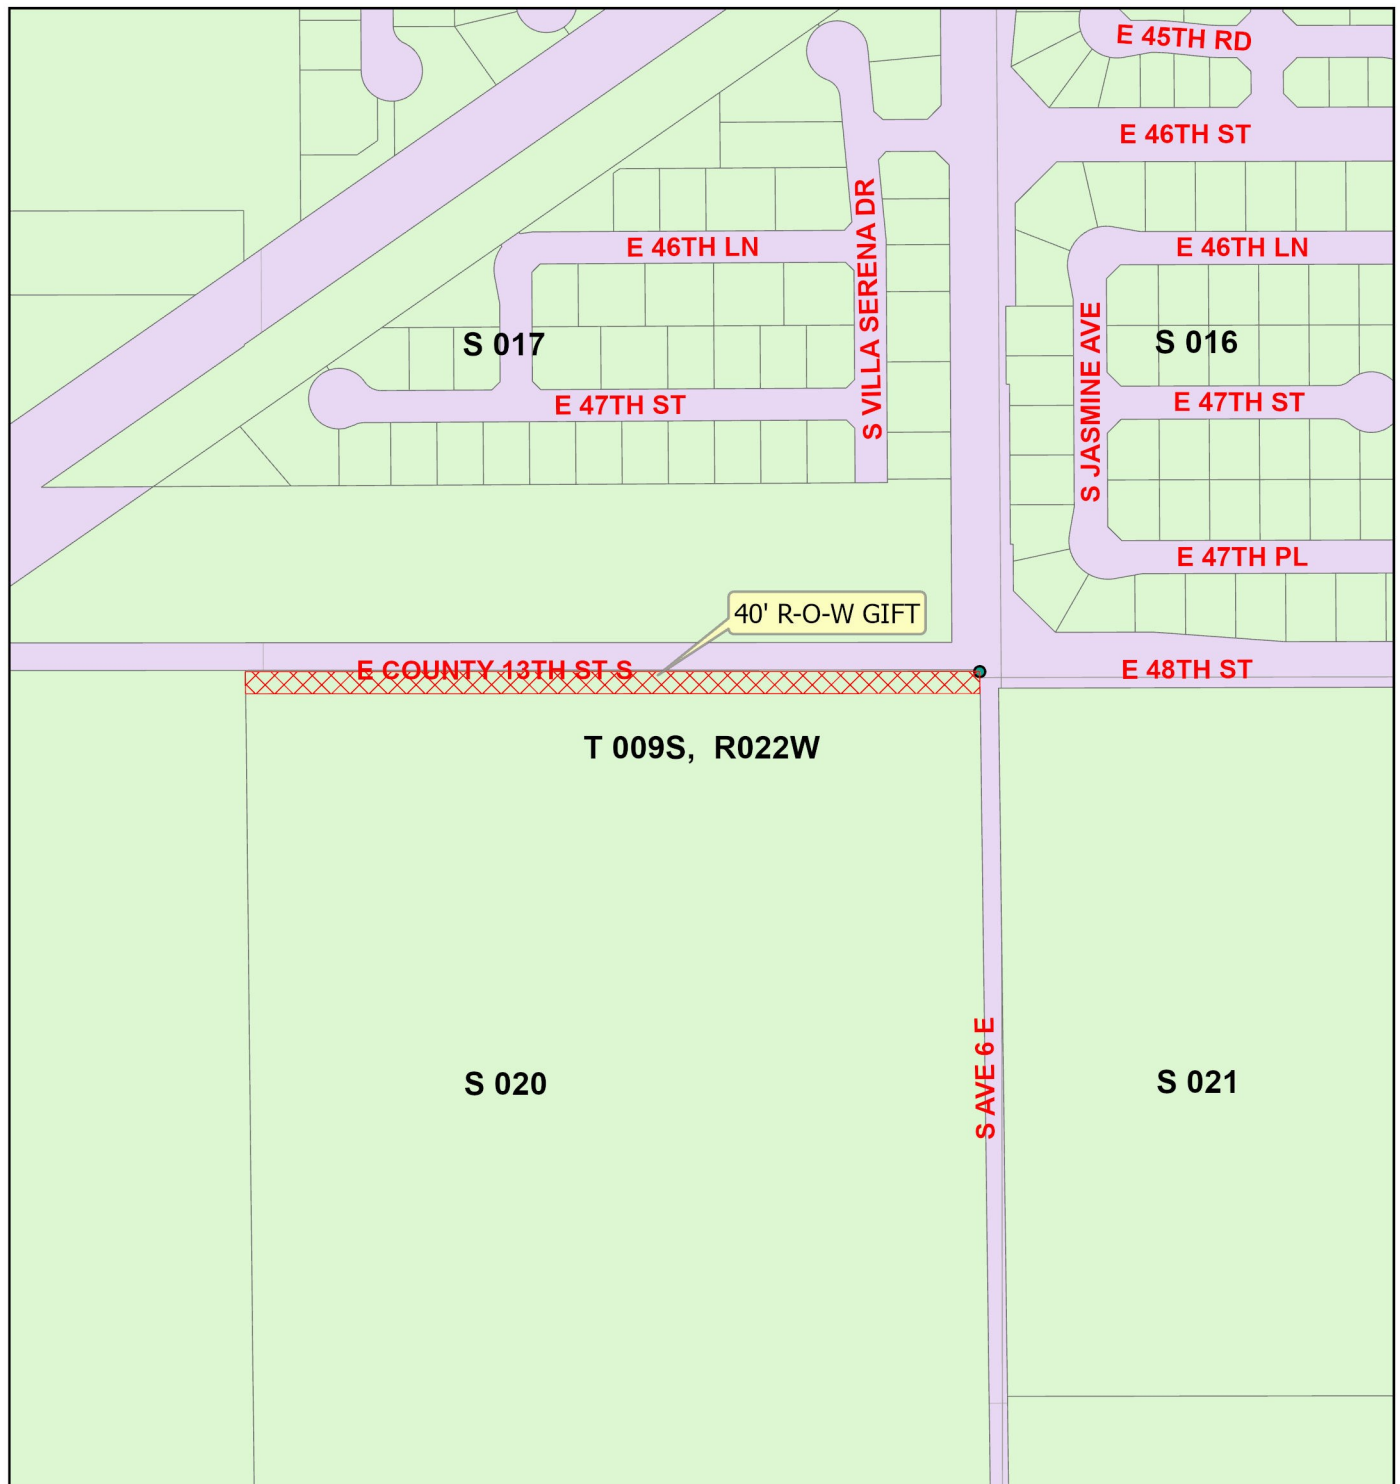 E 45TH RD
E 46TH ST
E 46TH LN
E 46TH LN
S VILLA SERENA DR
S 017
S JASMINE AVE
S 016
E 47TH ST
E 47TH ST
E 47TH PL
40' R-O-W GIFT
E COUNTY 13TH ST S
E 48TH ST
T 009S, R022W
S AVE 6 E
S 020
S 021